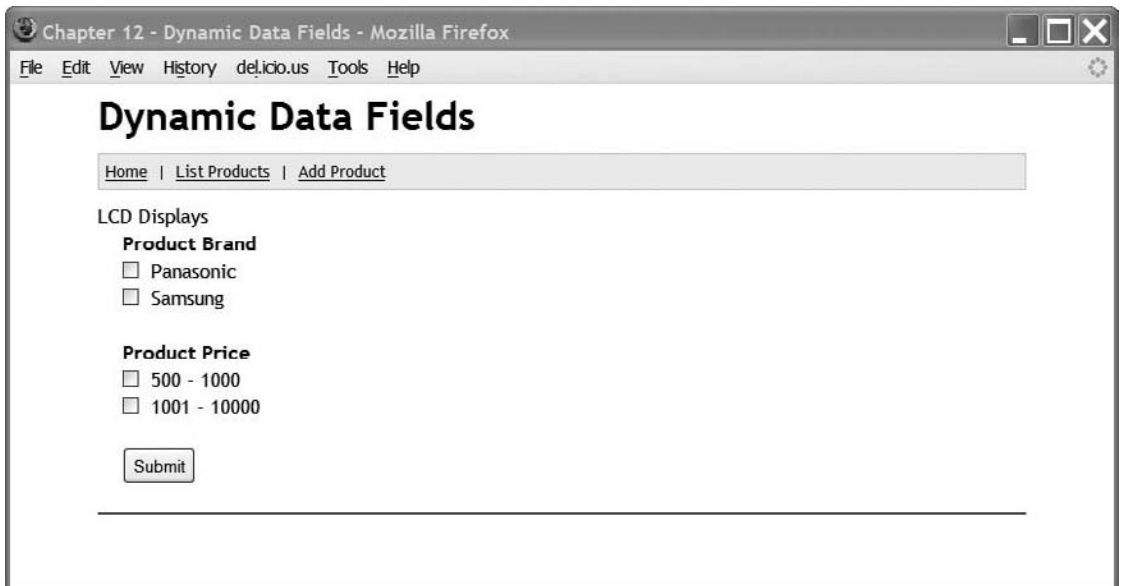 Chapter 12 - Dynamic Data Fields - Mozilla Firefox
File Edit View History del.icio.us Tools Help
Dynamic Data Fields
Home | List Products | Add Product
LCD Displays
Product Brand
Panasonic
Samsung
Product Price
500 - 1000
1001 - 10000
Submit